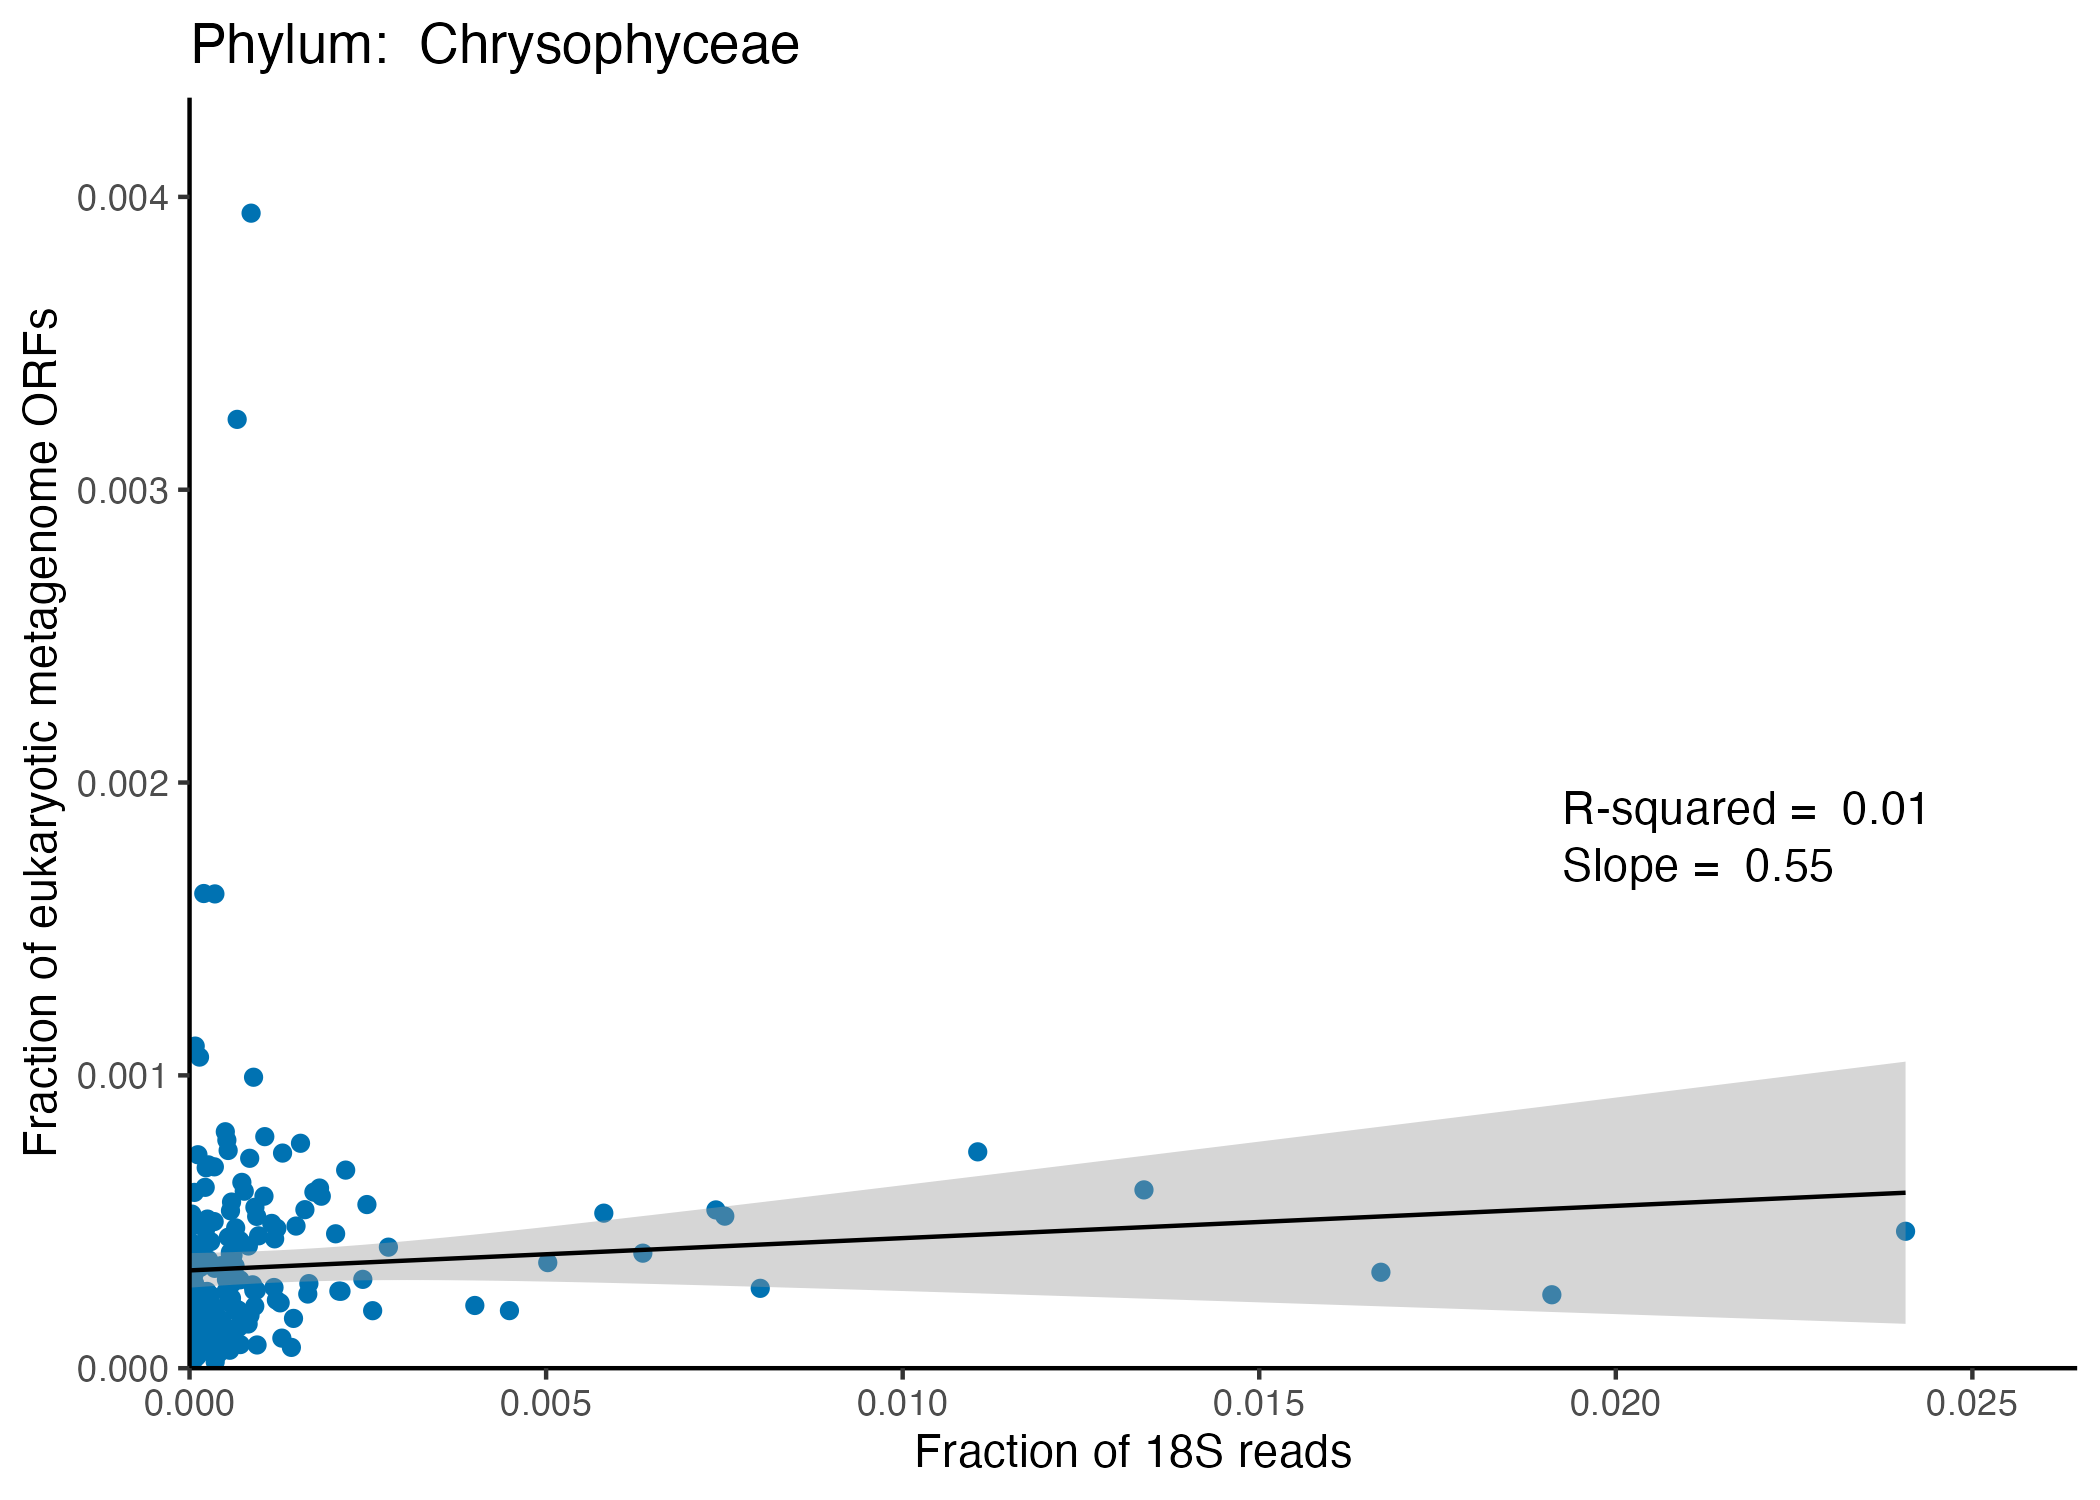 Phylum:  Chrysophyceae
Fraction of eukaryotic metagenome ORFs
0.004
0.003
0.002
0.001
0.000
R-squared =  0.01
Slope =  0.55
0.000
0.005
0.010
0.015
0.020
0.025
Fraction of 18S reads